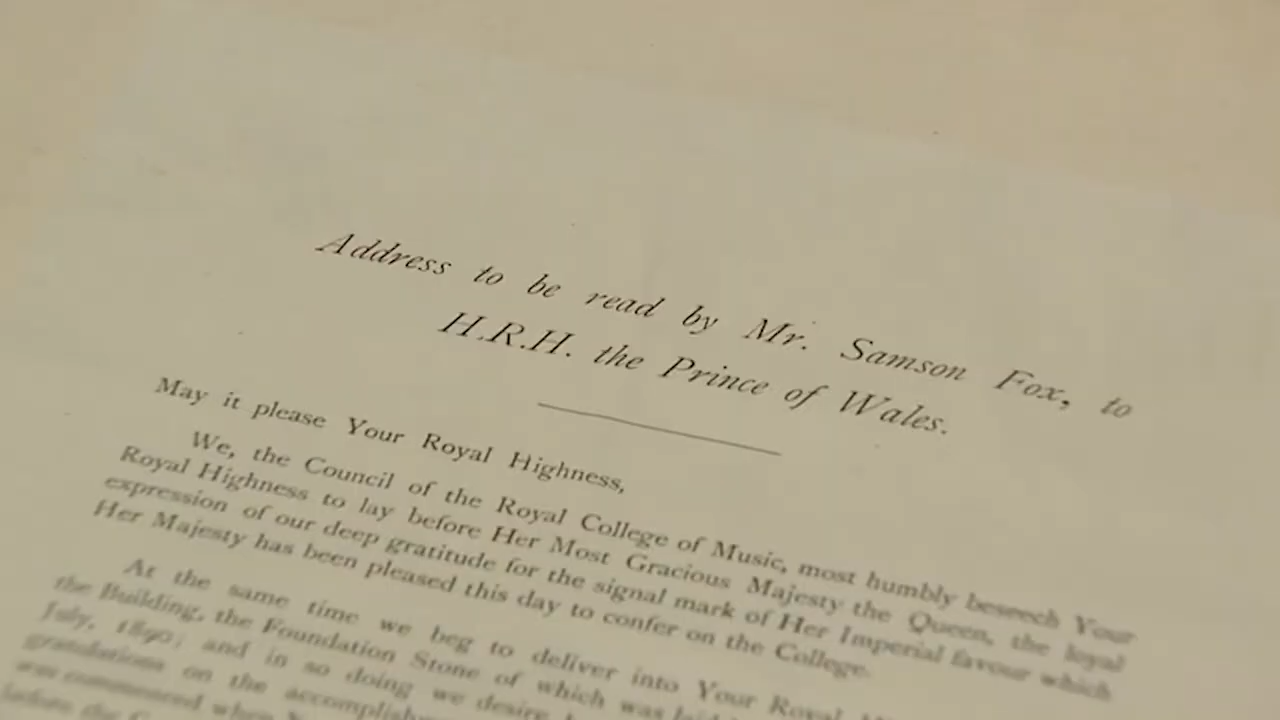 Address to be read by Mr. Samson Fox, to
H.R.H. the Prince of Wales.
May it please Your Royal Highness,
We, the Council of the Royal College of Music, most humbly beseech Your
Royal Highness to lay before Her Most Gracious Majesty the Queen, the loyal
expression of our deep gratitude for the signal mark of Her Imperial favour which
Her Majesty has been pleased this day to confer on the College.
At the same time we beg to deliver into Your Royal
the Building, the Foundation Stone of which was laid
July, 1890; and in so doing we desire
gratulations on the
was commenced when
before the